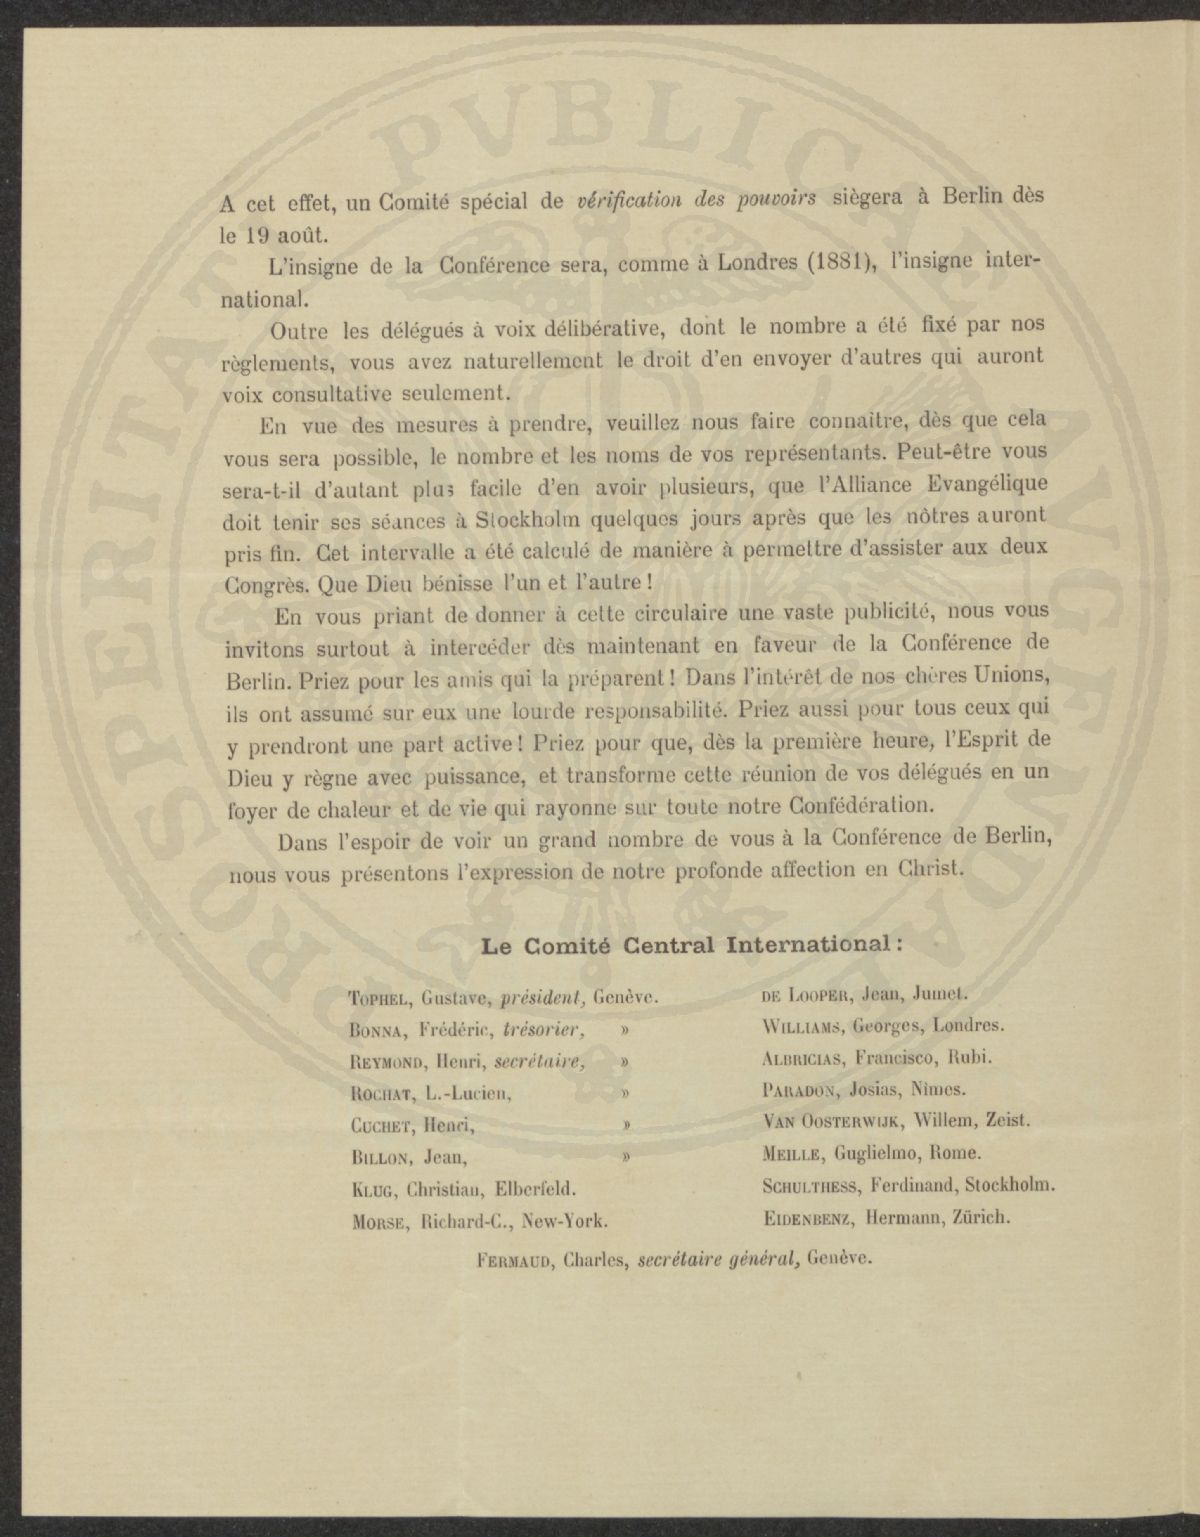 A cet effet, un Comité spécial de vérification des pouvoirs siègera à Berlin dès
le 19 août.
L'insigne de la Conférence sera, comme à Londres (1881), l'insigne inter-
national.
Outre les délégués à voix délibérative, dont le nombre a été fixé par nos
règlements, vous avez naturellement le droit d'en envoyer d'autres qui auront
voix consultative seulement.
En vue des mesures à prendre, veuillez nous faire connaître, dès que cela
vous sera possible, le nombre et les noms de vos représentants. Peut-être vous
sera-t-il d'autant plus facile d'en avoir plusieurs, que l'Alliance Evangélique
doit tenir ses séances à Stockholm quelques jours après que les nôtres auront
pris fin. Cet intervalle a été calculé de manière à permettre d'assister aux deux
Congrès. Que Dieu bénisse l'un et l'autre !
En vous priant de donner à cette circulaire une vaste publicité, nous vous
invitons surtout à intercéder dès maintenant en faveur de la Conférence de
Berlin. Priez pour les amis qui la préparent ! Dans l'intérêt de nos chères Unions,
ils ont assumé sur eux une lourde responsabilité. Priez aussi pour tous ceux qui
y prendront une part active ! Priez pour que, dès la première heure, l'Esprit de
Dieu y règne avec puissance, et transforme cette réunion de vos délégués en un
foyer de chaleur et de vie qui rayonne sur toute notre Confédération.
Dans l'espoir de voir un grand nombre de vous à la Conférence de Berlin,
nous vous présentons l'expression de notre profonde affection en Christ.
Le Comité Central International :
TOPHEL, Gustave, président, Genève.
BONNA, Frédéric, trésorier, »
REYMOND, Henri, secrétaire, »
ROCHAT, L.-Lucien, »
CUCHET, Henri, »
BILLON, Jean, »
KLUG, Christian, Elberfeld.
MORSE, Richard-C., New-York.
DE LOOPER, Jean, Jumet.
WILLIAMS, Georges, Londres.
ALBRICIAS, Francisco, Rubi.
PARADON, Josias, Nîmes.
VAN OOSTERWIJK, Willem, Zeist.
MEILLE, Guglielmo, Rome.
SCHULTHESS, Ferdinand, Stockholm.
EIDENBENZ, Hermann, Zürich.
FERMAUD, Charles, secrétaire général, Genève.
PROSPERITATI PVBLICAE AVGENDAE